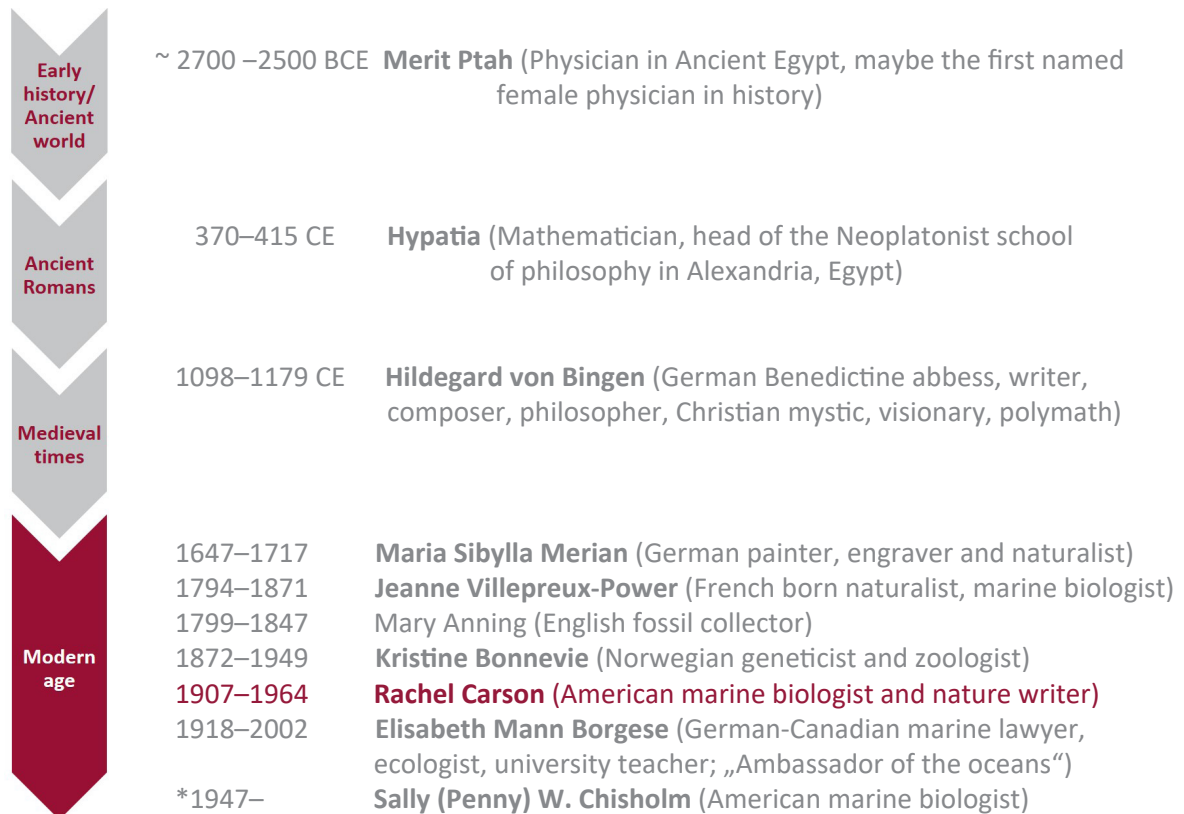 Early
history/
Ancient
world
~ 2700 –2500 BCE Merit Ptah (Physician in Ancient Egypt, maybe the first named
female physician in history)
Ancient
Romans
370–415 CE Hypatia (Mathematician, head of the Neoplatonist school
of philosophy in Alexandria, Egypt)
Medieval
times
1098–1179 CE Hildegard von Bingen (German Benedictine abbess, writer,
composer, philosopher, Christian mystic, visionary, polymath)
Modern
age
1647–1717 Maria Sibylla Merian (German painter, engraver and naturalist)
1794–1871 Jeanne Villepreux-Power (French born naturalist, marine biologist)
1799–1847 Mary Anning (English fossil collector)
1872–1949 Kristine Bonnevie (Norwegian geneticist and zoologist)
1907–1964 Rachel Carson (American marine biologist and nature writer)
1918–2002 Elisabeth Mann Borgese (German-Canadian marine lawyer,
ecologist, university teacher; „Ambassador of the oceans“)
*1947– Sally (Penny) W. Chisholm (American marine biologist)